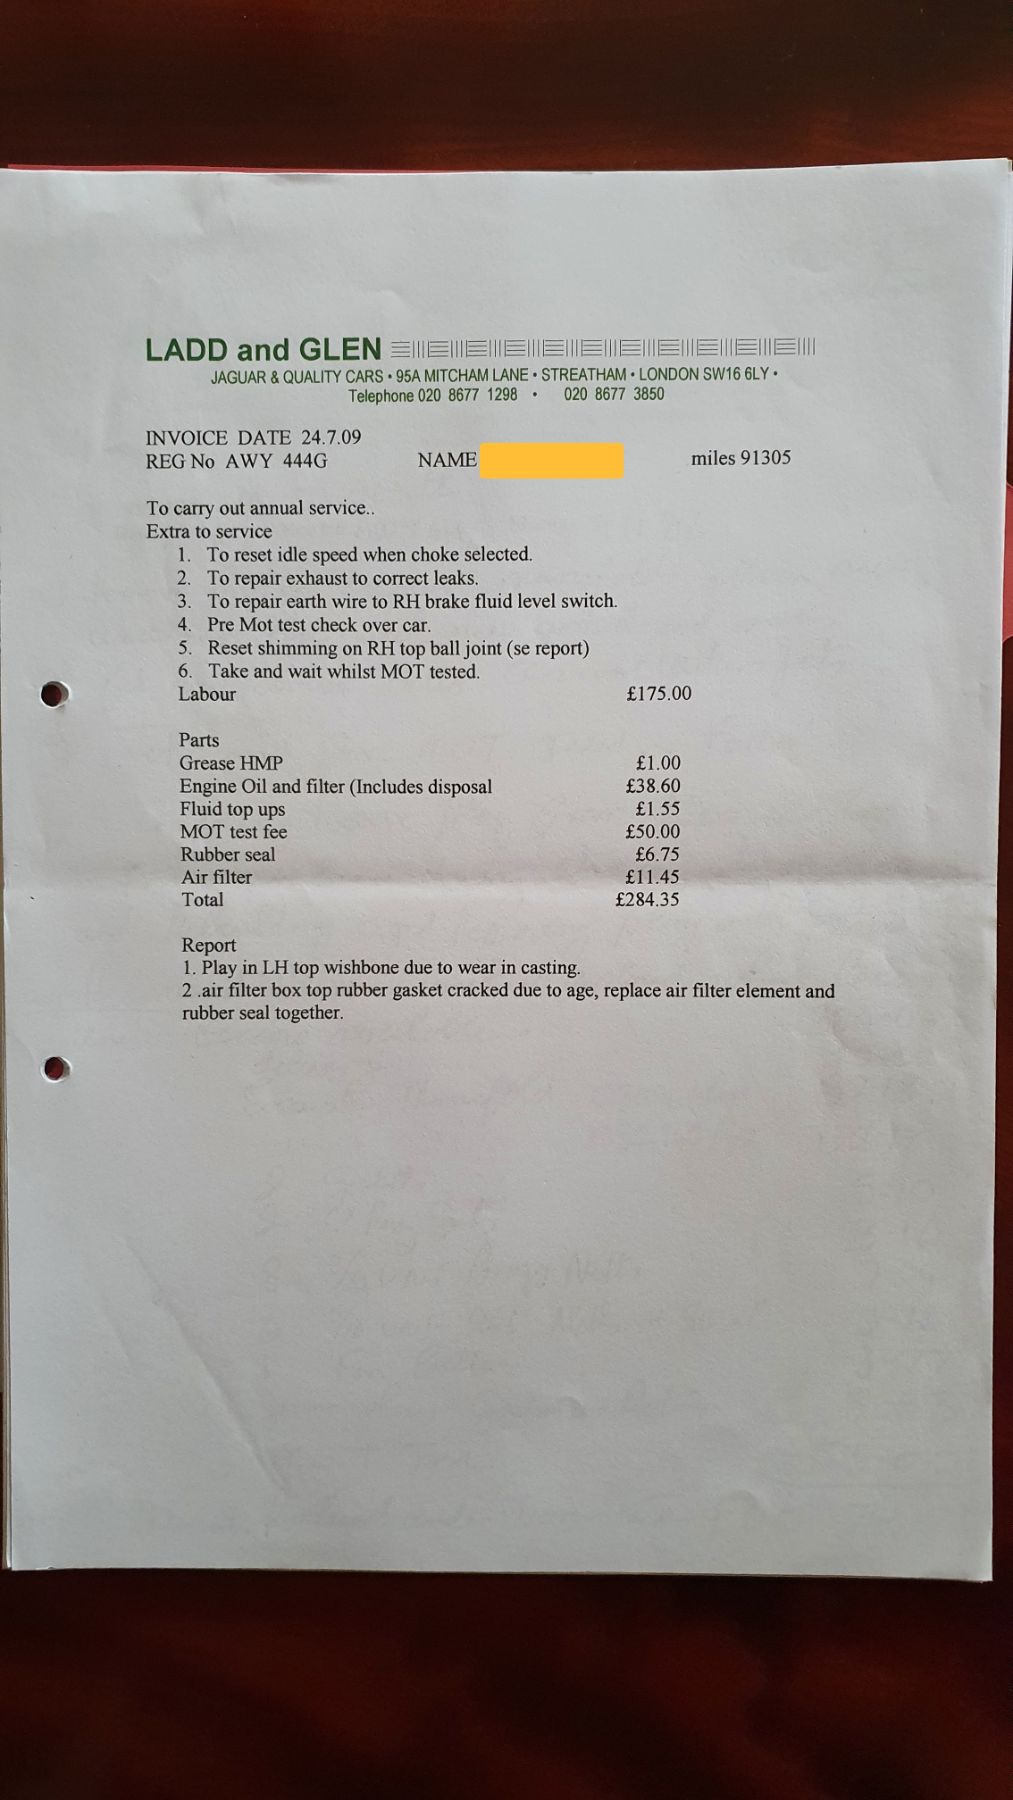 LADD and GLEN
JAGUAR & QUALITY CARS • 95A MITCHAM LANE • STREATHAM • LONDON SW16 6LY •
Telephone 020 8677 1298 • 020 8677 3850
INVOICE DATE 24.7.09
REG No AWY 444G NAME miles 91305
To carry out annual service..
Extra to service
1. To reset idle speed when choke selected.
2. To repair exhaust to correct leaks.
3. To repair earth wire to RH brake fluid level switch.
4. Pre Mot test check over car.
5. Reset shimming on RH top ball joint (se report)
6. Take and wait whilst MOT tested.
Labour £175.00
Parts
Grease HMP £1.00
Engine Oil and filter (Includes disposal £38.60
Fluid top ups £1.55
MOT test fee £50.00
Rubber seal £6.75
Air filter £11.45
Total £284.35
Report
1. Play in LH top wishbone due to wear in casting.
2 .air filter box top rubber gasket cracked due to age, replace air filter element and
rubber seal together.